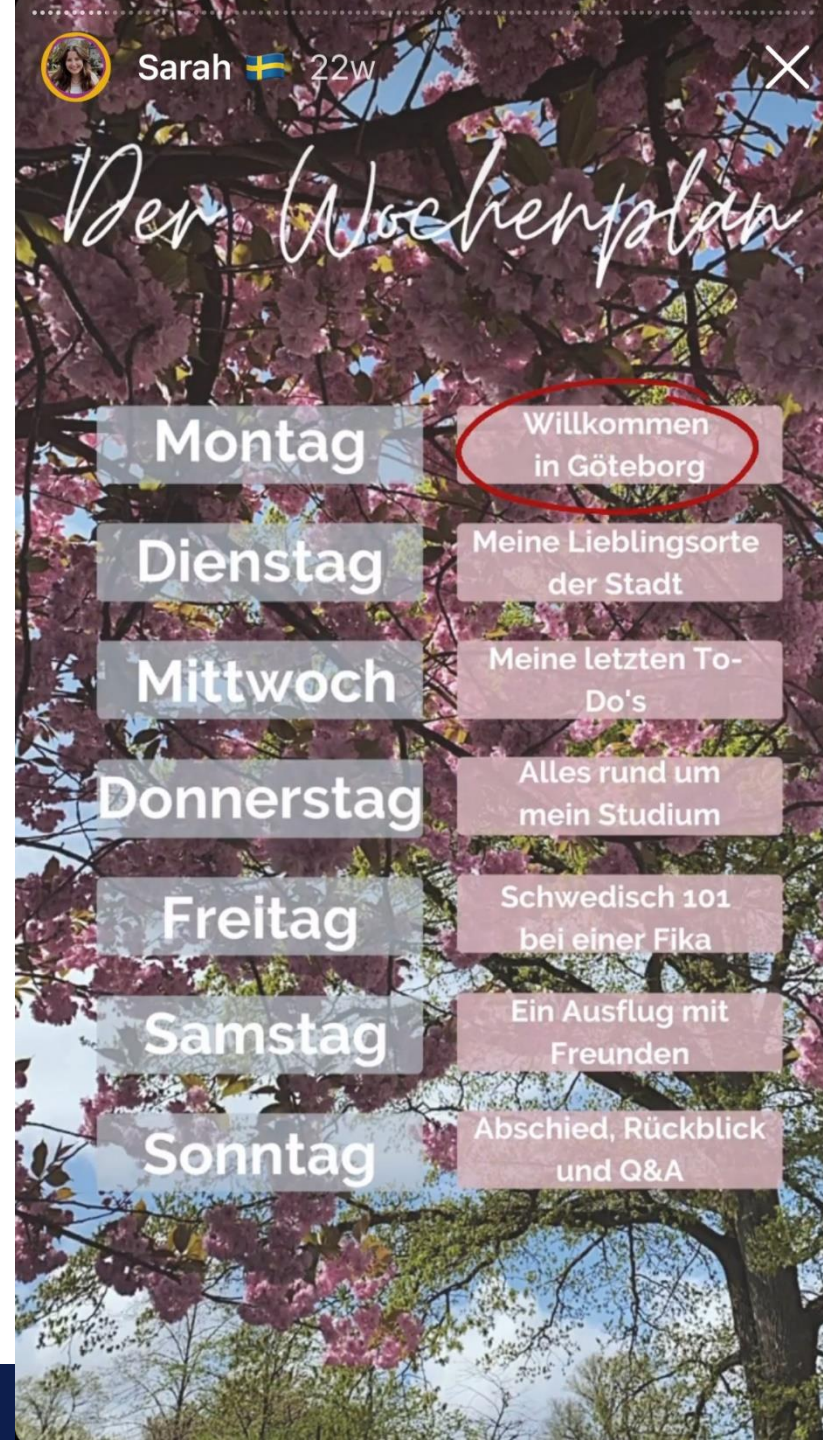 Sarah 🇸🇪 22w
Der Wochenplan
Montag
Willkommen
in Göteborg
Dienstag
Meine Lieblingsorte
der Stadt
Mittwoch
Meine letzten To-
Do's
Donnerstag
Alles rund um
mein Studium
Freitag
Schwedisch 101
bei einer Fika
Samstag
Ein Ausflug mit
Freunden
Sonntag
Abschied, Rückblick
und Q&A